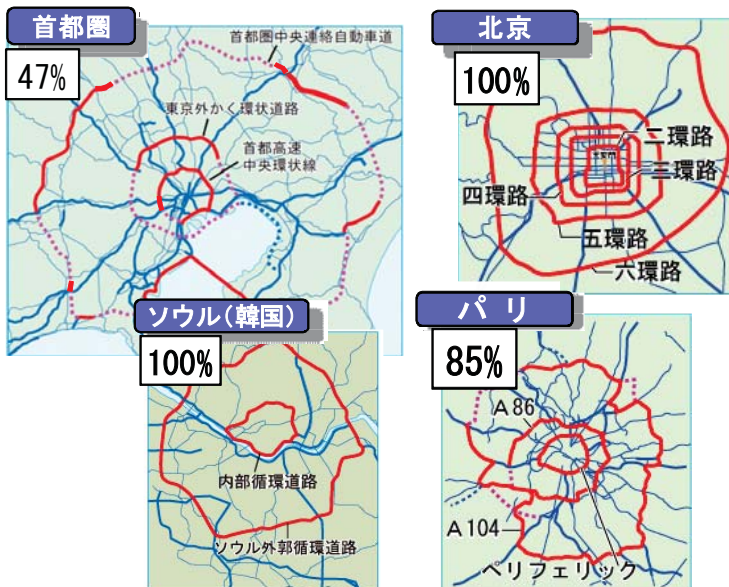 首都圏
47%
首都圏中央連絡自動車道
東京外かく環状道路
首都高速
中央環状線
北京
100%
二環路
三環路
四環路
五環路
六環路
ソウル(韓国)
100%
内部循環道路
ソウル外郭循環道路
パリ
85%
A86
A104
ペリフェリック